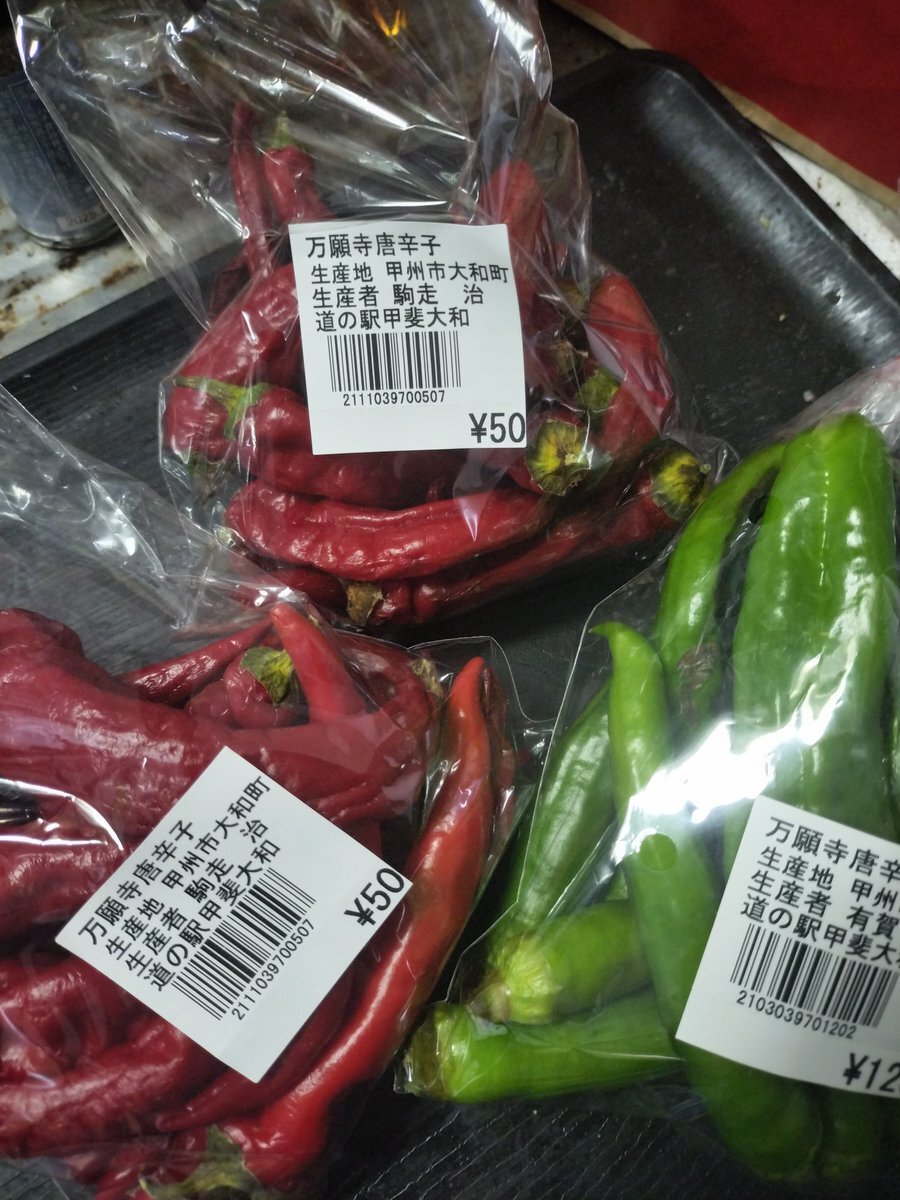 万願寺唐辛子
生産地 甲州市大和町
生産者 駒走 治
道の駅甲斐大和
2111039700507
¥50
万願寺唐辛子
生産地 甲州市大和町
生産者 駒走 治
道の駅甲斐大和
2111039700507
¥50
万願寺唐辛
生産地 甲州
生産者 有賀
道の駅甲斐大和
2103039701202
¥12